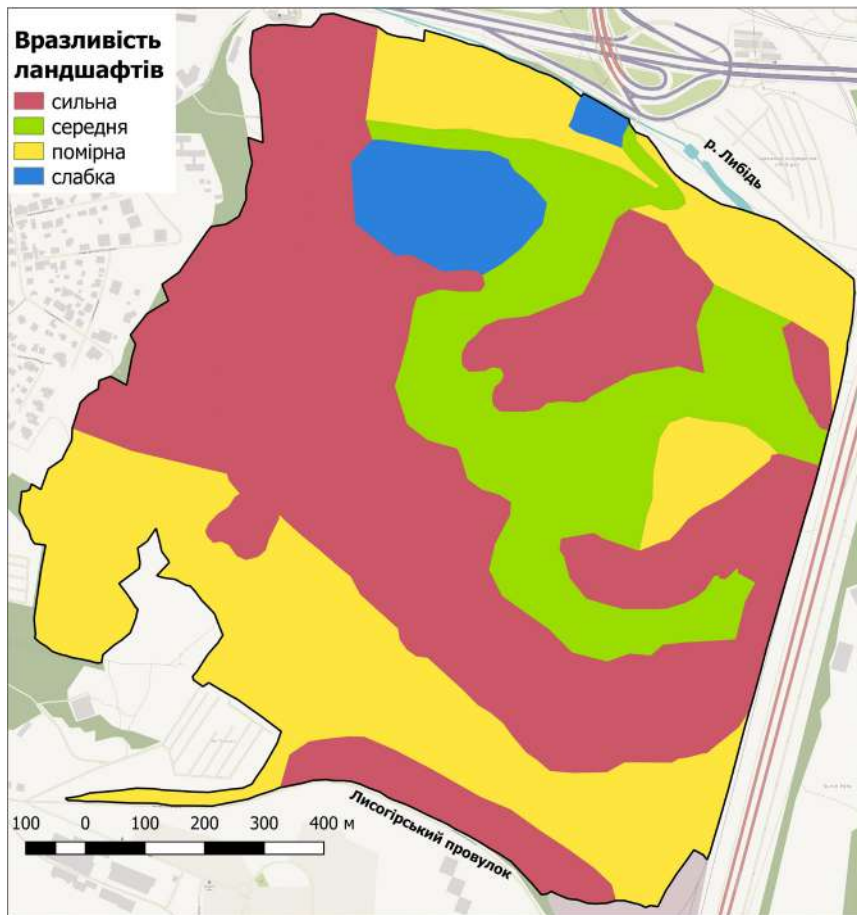 Вразливість
ландшафтів
сильна
середня
помірна
слабка
р. Либідь
Лисогірський провулок
100 0 100 200 300 400 м